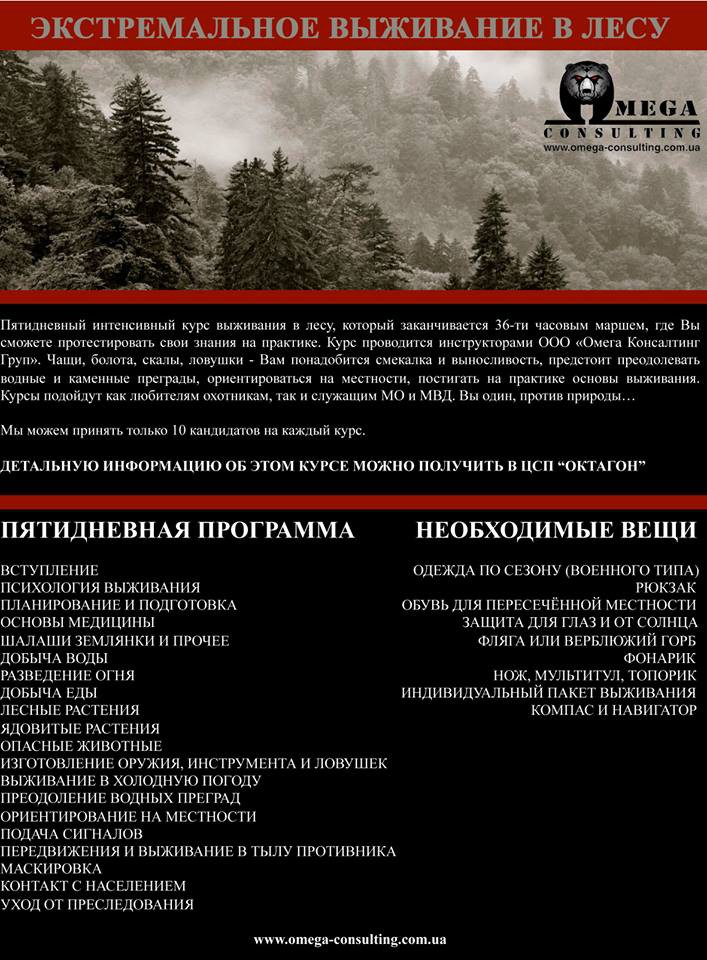 ЭКСТРЕМАЛЬНОЕ ВЫЖИВАНИЕ В ЛЕСУ
OMEGA
CONSULTING
www.omega-consulting.com.ua
Пятидневный интенсивный курс выживания в лесу, который заканчивается 36-ти часовым маршем, где Вы
сможете протестировать свои знания на практике. Курс проводится инструкторами ООО «Омега Консалтинг
Груп». Чащи, болота, скалы, ловушки - Вам понадобится смекалка и выносливость, предстоит преодолевать
водные и каменные преграды, ориентироваться на местности, постигать на практике основы выживания.
Курсы подойдут как любителям охотникам, так и служащим МО и МВД. Вы один, против природы…
Мы можем принять только 10 кандидатов на каждый курс.
ДЕТАЛЬНУЮ ИНФОРМАЦИЮ ОБ ЭТОМ КУРСЕ МОЖНО ПОЛУЧИТЬ В ЦСП “ОКТАГОН”
ПЯТИДНЕВНАЯ ПРОГРАММА
ВСТУПЛЕНИЕ
ПСИХОЛОГИЯ ВЫЖИВАНИЯ
ПЛАНИРОВАНИЕ И ПОДГОТОВКА
ОСНОВЫ МЕДИЦИНЫ
ШАЛАШИ ЗЕМЛЯНКИ И ПРОЧЕЕ
ДОБЫЧА ВОДЫ
РАЗВЕДЕНИЕ ОГНЯ
ДОБЫЧА ЕДЫ
ЛЕСНЫЕ РАСТЕНИЯ
ЯДОВИТЫЕ РАСТЕНИЯ
ОПАСНЫЕ ЖИВОТНЫЕ
ИЗГОТОВЛЕНИЕ ОРУЖИЯ, ИНСТРУМЕНТА И ЛОВУШЕК
ВЫЖИВАНИЕ В ХОЛОДНУЮ ПОГОДУ
ПРЕОДОЛЕНИЕ ВОДНЫХ ПРЕГРАД
ОРИЕНТИРОВАНИЕ НА МЕСТНОСТИ
ПОДАЧА СИГНАЛОВ
ПЕРЕДВИЖЕНИЯ И ВЫЖИВАНИЕ В ТЫЛУ ПРОТИВНИКА
МАСКИРОВКА
КОНТАКТ С НАСЕЛЕНИЕМ
УХОД ОТ ПРЕСЛЕДОВАНИЯ
НЕОБХОДИМЫЕ ВЕЩИ
ОДЕЖДА ПО СЕЗОНУ (ВОЕННОГО ТИПА)
РЮКЗАК
ОБУВЬ ДЛЯ ПЕРЕСЕЧЁННОЙ МЕСТНОСТИ
ЗАЩИТА ДЛЯ ГЛАЗ И ОТ СОЛНЦА
ФЛЯГА ИЛИ ВЕРБЛЮЖИЙ ГОРБ
ФОНАРИК
НОЖ, МУЛЬТИТУЛ, ТОПОРИК
ИНДИВИДУАЛЬНЫЙ ПАКЕТ ВЫЖИВАНИЯ
КОМПАС И НАВИГАТОР
www.omega-consulting.com.ua